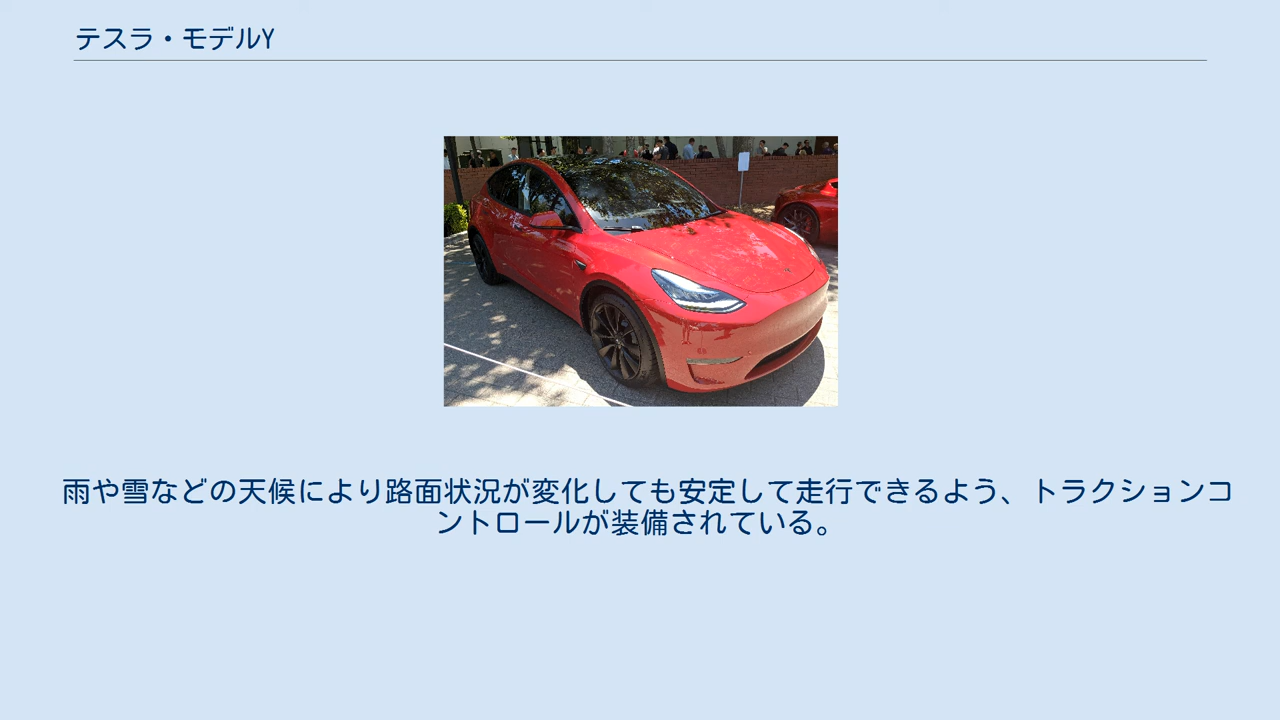 テスラ・モデルY
雨や雪などの天候により路面状況が変化しても安定して走行できるよう、トラクションコ
ントロールが装備されている。